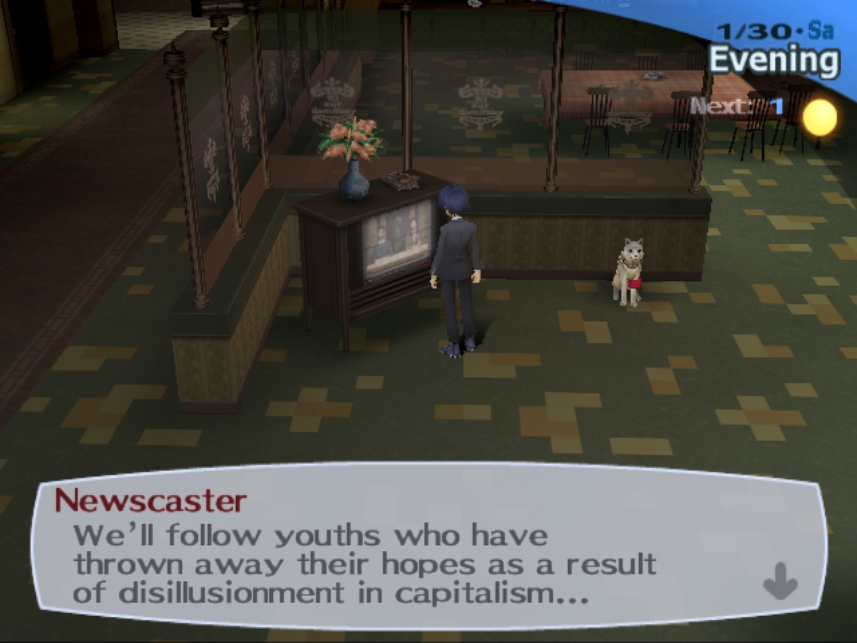 1/30・Sa
Evening
Next: 1
Newscaster
We'll follow youths who have
thrown away their hopes as a result
of disillusionment in capitalism...